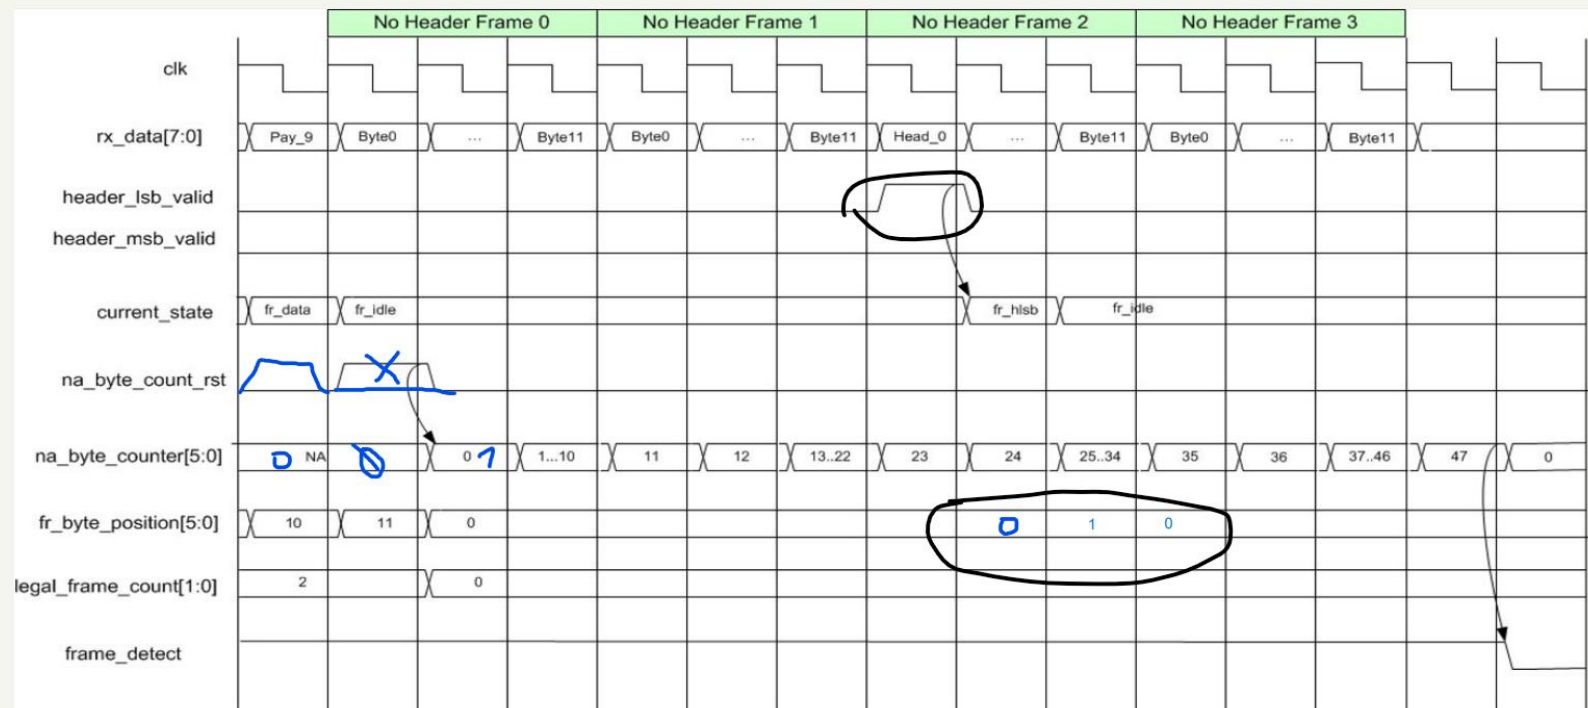 No Header Frame 0 No Header Frame 1 No Header Frame 2 No Header Frame 3
clk
rx_data[7:0] Pay_9 Byte0 ... Byte11 Byte0 ... Byte11 Head_0 ... Byte11 Byte0 ... Byte11
header_lsb_valid
header_msb_valid
current_state fr_data fr_idle fr_hlsb fr_idle
na_byte_count_rst X
na_byte_counter[5:0] 0 NA 0 0 1 1...10 11 12 13..22 23 24 25..34 35 36 37..46 47 0
fr_byte_position[5:0] 10 11 0 0 1 0
legal_frame_count[1:0] 2 0
frame_detect